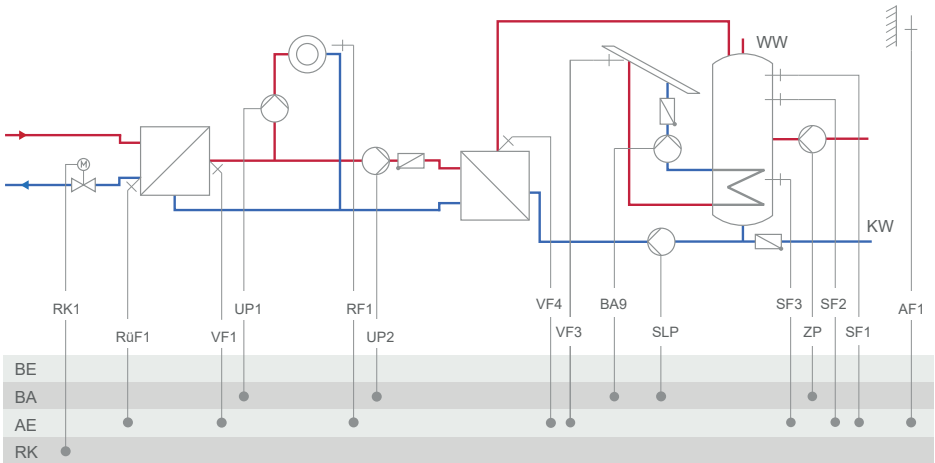 WW
M
KW
RK1
UP1
RF1
VF4
BA9
SF3
SF2
AF1
RüF1
VF1
UP2
VF3
SLP
ZP
SF1
BE
BA
AE
RK